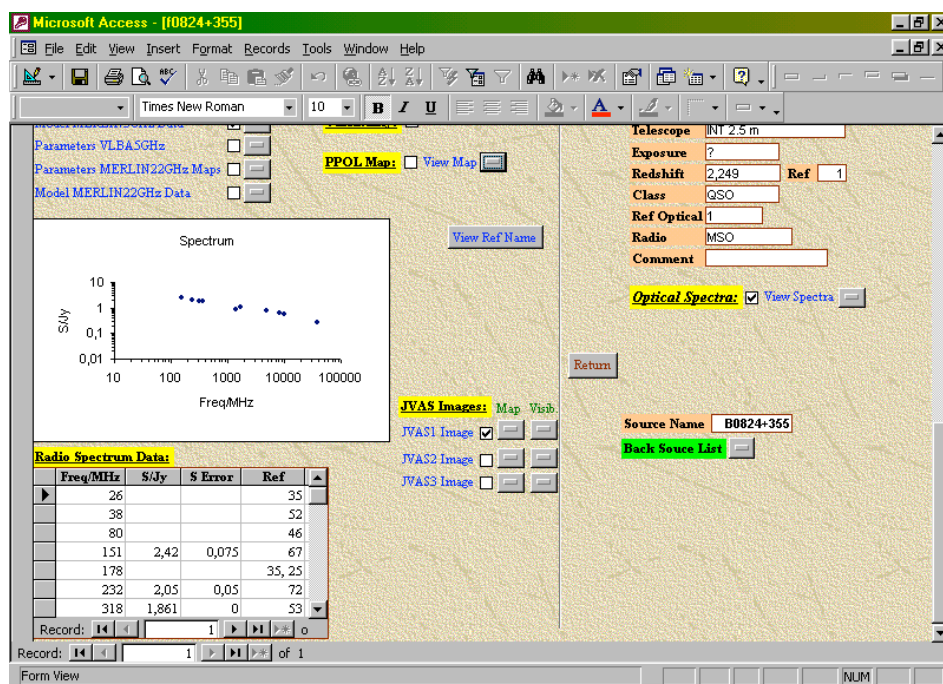 Microsoft Access - [f0824+355]
File Edit View Insert Format Records Tools Window Help
Times New Roman 10 B I U
Parameters VLBA5GHz
Parameters MERLIN22GHz Maps
Model MERLIN22GHz Data
PPOL Map: View Map
View Ref Name
Spectrum
S/Jy
10
1
0,1
0,01
10 100 1000 10000 100000
Freq/MHz
JVAS Images: Map Visib.
JVAS1 Image
JVAS2 Image
JVAS3 Image
Radio Spectrum Data:
Freq/MHz S/Jy S Error Ref
26 35
38 52
80 46
151 2,42 0,075 67
178 35, 25
232 2,05 0,05 72
318 1,861 0 53
Record: 1 o
Record: 1 of 1
Form View NUM
Telescope INT 2.5 m
Exposure ?
Redshift 2,249 Ref 1
Class QSO
Ref Optical 1
Radio MSO
Comment
Optical Spectra: View Spectra
Return
Source Name B0824+355
Back Souce List